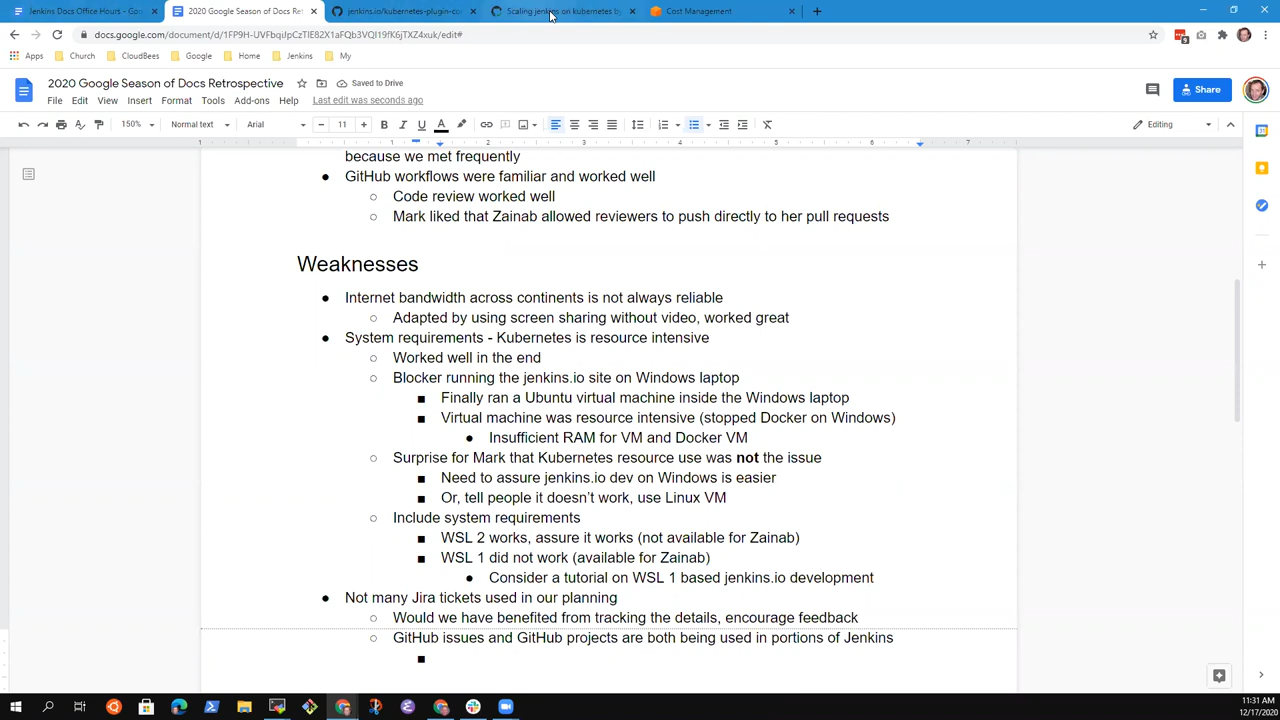 Jenkins Docs Office Hours - Goo
2020 Google Season of Docs Ret
jenkins.io/kubernetes-plugin-co
Scaling jenkins on kubernetes by
Cost Management
docs.google.com/document/d/1FP9H-UVFbqiJpCzTlE82X1aFQb3VQI19fK6jTXZ4xuk/edit#
Apps
Church
CloudBees
Google
Home
Jenkins
My
2020 Google Season of Docs Retrospective
Saved to Drive
File Edit View Insert Format Tools Add-ons Help Last edit was seconds ago
Share
150% Normal text Arial 11 Editing
1 1 2 3 4 5 6 7
because we met frequently
● GitHub workflows were familiar and worked well
○ Code review worked well
○ Mark liked that Zainab allowed reviewers to push directly to her pull requests
Weaknesses
● Internet bandwidth across continents is not always reliable
○ Adapted by using screen sharing without video, worked great
● System requirements - Kubernetes is resource intensive
○ Worked well in the end
○ Blocker running the jenkins.io site on Windows laptop
■ Finally ran a Ubuntu virtual machine inside the Windows laptop
■ Virtual machine was resource intensive (stopped Docker on Windows)
● Insufficient RAM for VM and Docker VM
○ Surprise for Mark that Kubernetes resource use was not the issue
■ Need to assure jenkins.io dev on Windows is easier
■ Or, tell people it doesn't work, use Linux VM
○ Include system requirements
■ WSL 2 works, assure it works (not available for Zainab)
■ WSL 1 did not work (available for Zainab)
● Consider a tutorial on WSL 1 based jenkins.io development
● Not many Jira tickets used in our planning
○ Would we have benefited from tracking the details, encourage feedback
○ GitHub issues and GitHub projects are both being used in portions of Jenkins
■
11:31 AM
12/17/2020